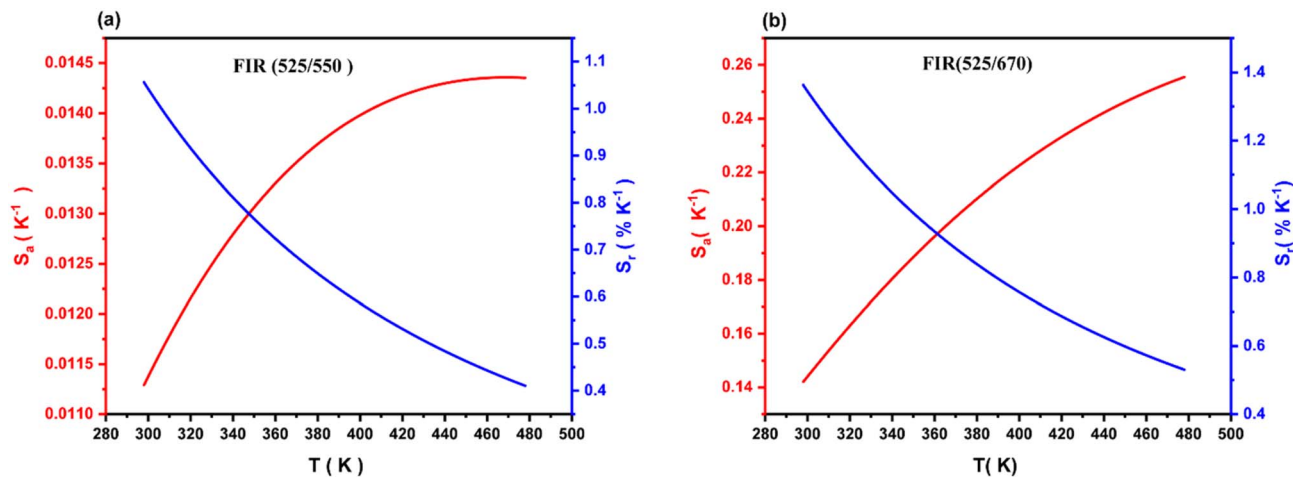 (a)
FIR (525/550 )
0.0145
0.0140
0.0135
0.0130
0.0125
0.0120
0.0115
0.0110
Sₐ ( K⁻¹ )
1.1
1.0
0.9
0.8
0.7
0.6
0.5
0.4
Sᵣ ( % K⁻¹ )
280 300 320 340 360 380 400 420 440 460 480 500
T ( K )
(b)
FIR(525/670)
0.26
0.24
0.22
0.20
0.18
0.16
0.14
Sₐ( K⁻¹)
1.4
1.2
1.0
0.8
0.6
0.4
Sᵣ ( % K⁻¹)
280 300 320 340 360 380 400 420 440 460 480 500
T( K)